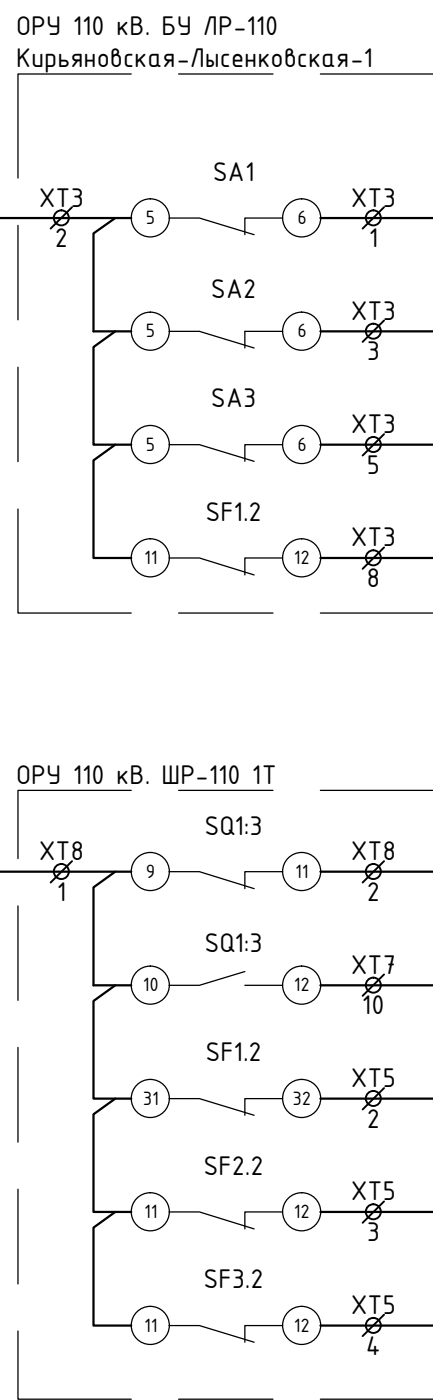 ОРУ 110 кВ. БУ ЛР-110
Кирьяновская-Лысенковская-1
SA1
XT3 5 6 XT3
2 1
SA2
5 6 XT3
3
SA3
5 6 XT3
5
SF1.2
11 12 XT3
8
ОРУ 110 кВ. ШР-110 1Т
SQ1:3
XT8 9 11 XT8
1 2
SQ1:3
10 12 XT7
10
SF1.2
31 32 XT5
2
SF2.2
11 12 XT5
3
SF3.2
11 12 XT5
4